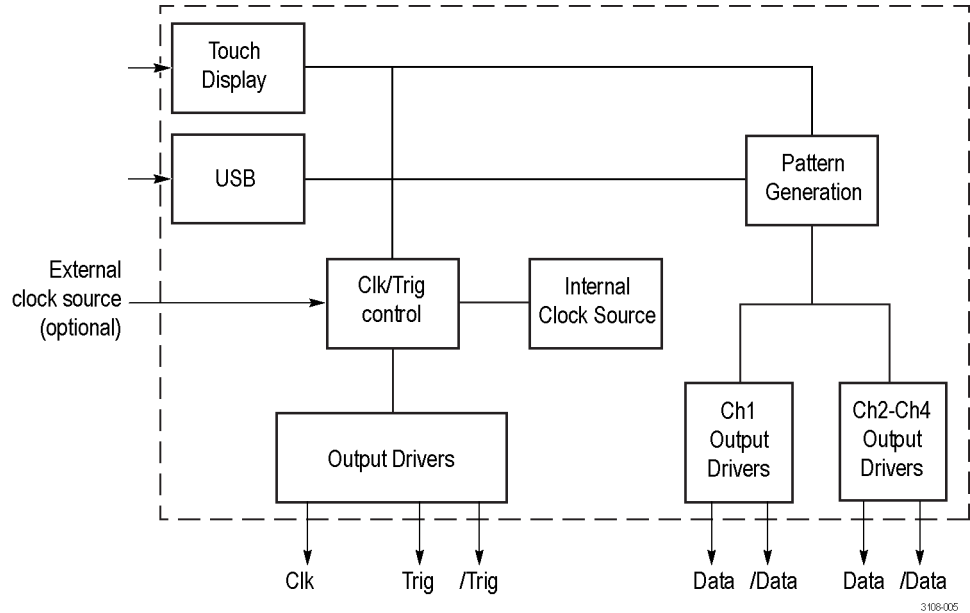 Touch
Display
USB
Pattern
Generation
External
clock source
(optional)
Clk/Trig
control
Internal
Clock Source
Output Drivers
Ch1
Output
Drivers
Ch2-Ch4
Output
Drivers
Clk
Trig
/Trig
Data
/Data
Data
/Data
3108-005